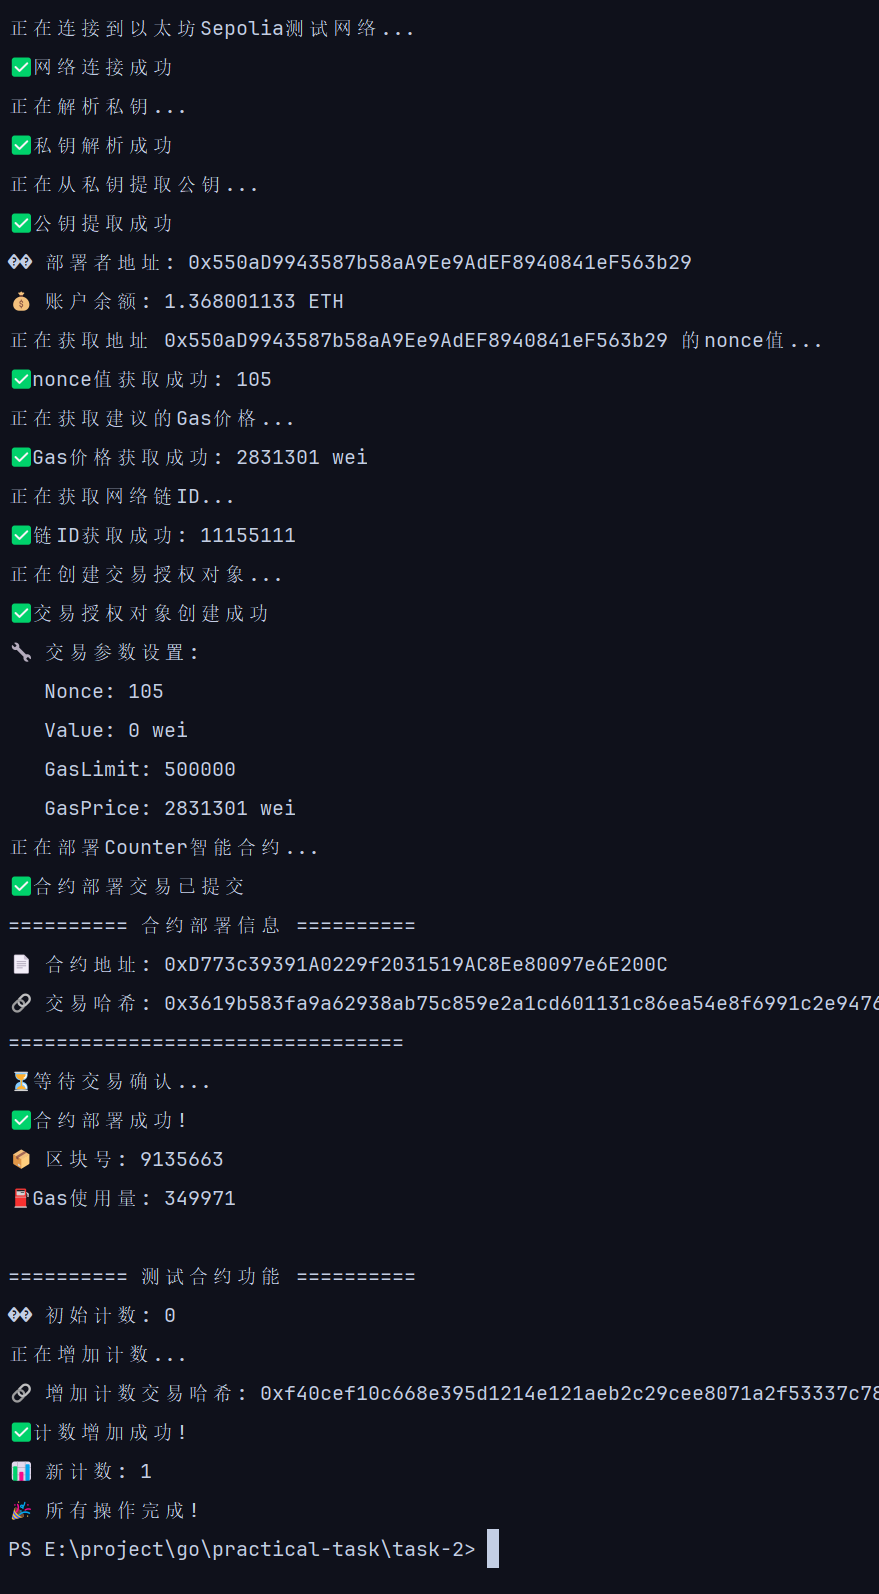 正在连接到以太坊Sepolia测试网络...
✅网络连接成功
正在解析私钥...
✅私钥解析成功
正在从私钥提取公钥...
✅公钥提取成功
�� 部署者地址: 0x550aD9943587b58aA9Ee9AdEF8940841eF563b29
💰 账户余额: 1.368001133 ETH
正在获取地址 0x550aD9943587b58aA9Ee9AdEF8940841eF563b29 的nonce值...
✅nonce值获取成功: 105
正在获取建议的Gas价格...
✅Gas价格获取成功: 2831301 wei
正在获取网络链ID...
✅链ID获取成功: 11155111
正在创建交易授权对象...
✅交易授权对象创建成功
🔧 交易参数设置:
Nonce: 105
Value: 0 wei
GasLimit: 500000
GasPrice: 2831301 wei
正在部署Counter智能合约...
✅合约部署交易已提交
========== 合约部署信息 ==========
📄 合约地址: 0xD773c39391A0229f2031519AC8Ee80097e6E200C
🔗 交易哈希: 0x3619b583fa9a62938ab75c859e2a1cd601131c86ea54e8f6991c2e9476
=================================
⏳等待交易确认...
✅合约部署成功!
📦 区块号: 9135663
⛽Gas使用量: 349971
========== 测试合约功能 ==========
�� 初始计数: 0
正在增加计数...
🔗 增加计数交易哈希: 0xf40cef10c668e395d1214e121aeb2c29cee8071a2f53337c78
✅计数增加成功!
📊 新计数: 1
🎉 所有操作完成!
PS E:\project\go\practical-task\task-2>